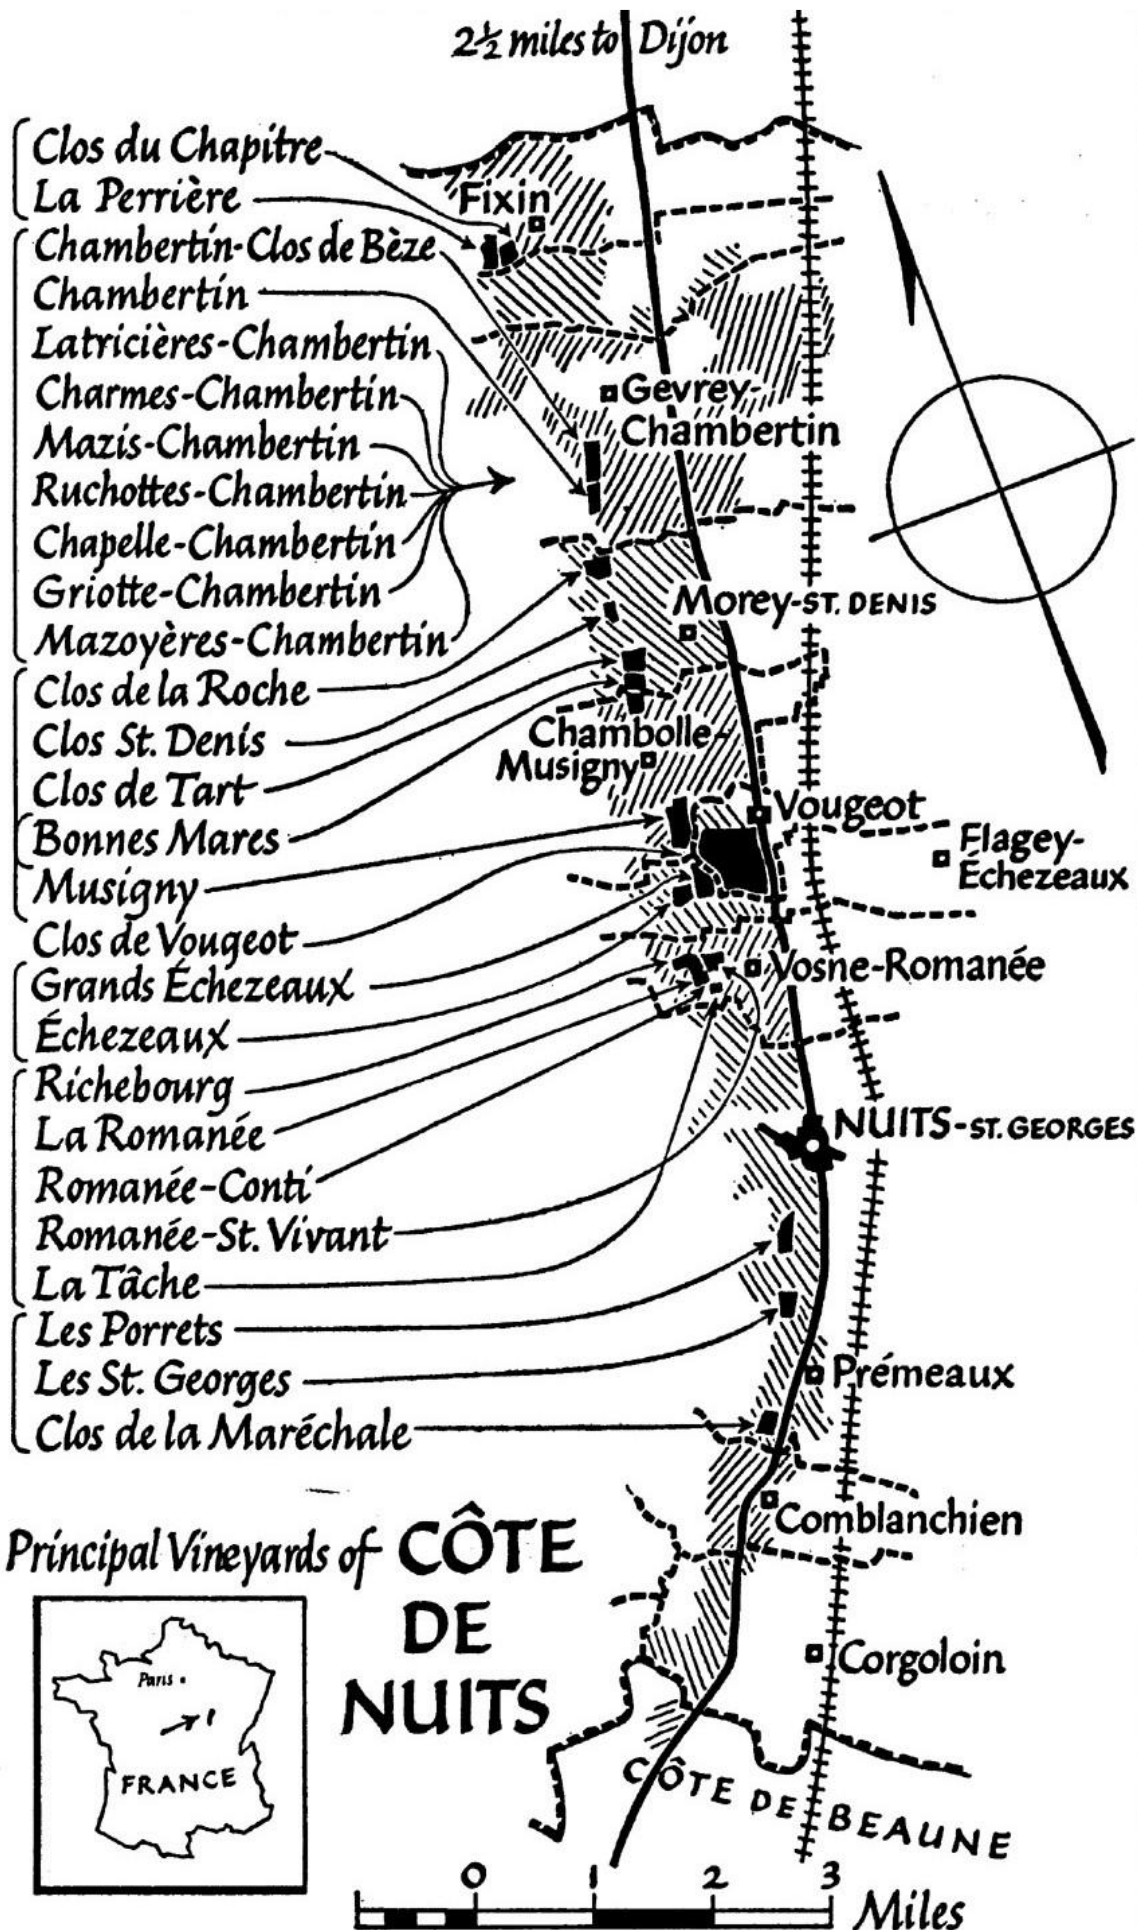 2½ miles to Dijon
Clos du Chapitre
La Perrière
Chambertin-Clos de Bèze
Chambertin
Latricières-Chambertin
Charmes-Chambertin
Mazis-Chambertin
Ruchottes-Chambertin
Chapelle-Chambertin
Griotte-Chambertin
Mazoyères-Chambertin
Clos de la Roche
Clos St. Denis
Clos de Tart
Bonnes Mares
Musigny
Clos de Vougeot
Grands Échezeaux
Échezeaux
Richebourg
La Romanée
Romanée-Conti
Romanée-St. Vivant
La Tâche
Les Porrets
Les St. Georges
Clos de la Maréchale
Fixin
Gevrey-
Chambertin
Morey-ST. DENIS
Chambolle-
Musigny
Vougeot
Flagey-
Échezeaux
Vosne-Romanée
NUITS-ST. GEORGES
Prémeaux
Comblanchien
Corgoloin
CÔTE DE BEAUNE
Principal Vineyards of CÔTE
DE
NUITS
Paris
FRANCE
0 1 2 3
Miles